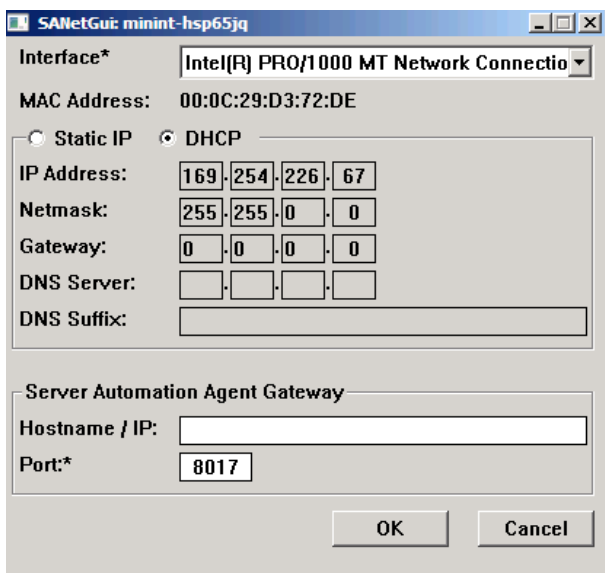 SANetGui: minint-hsp65jq
Interface* Intel(R) PRO/1000 MT Network Connectio
MAC Address: 00:0C:29:D3:72:DE
Static IP DHCP
IP Address: 169.254.226.67
Netmask: 255.255.0.0
Gateway: 0.0.0.0
DNS Server: . . .
DNS Suffix:
Server Automation Agent Gateway
Hostname / IP:
Port:* 8017
OK Cancel